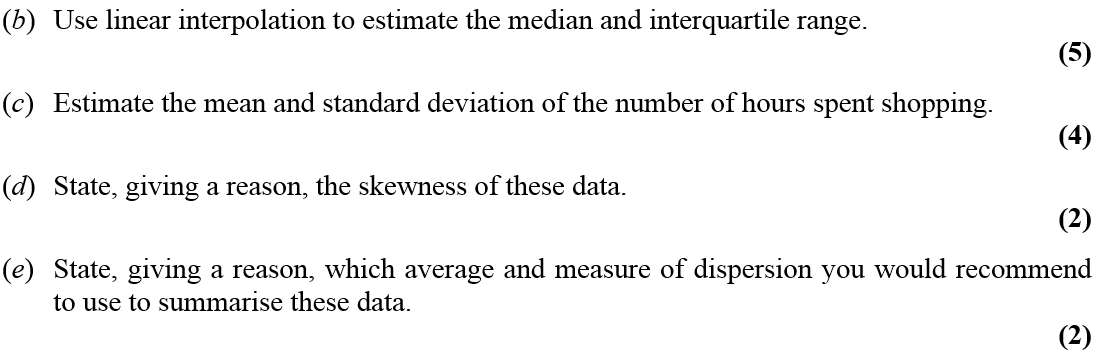 (b) Use linear interpolation to estimate the median and interquartile range.
(5)
(c) Estimate the mean and standard deviation of the number of hours spent shopping.
(4)
(d) State, giving a reason, the skewness of these data.
(2)
(e) State, giving a reason, which average and measure of dispersion you would recommend
to use to summarise these data.
(2)